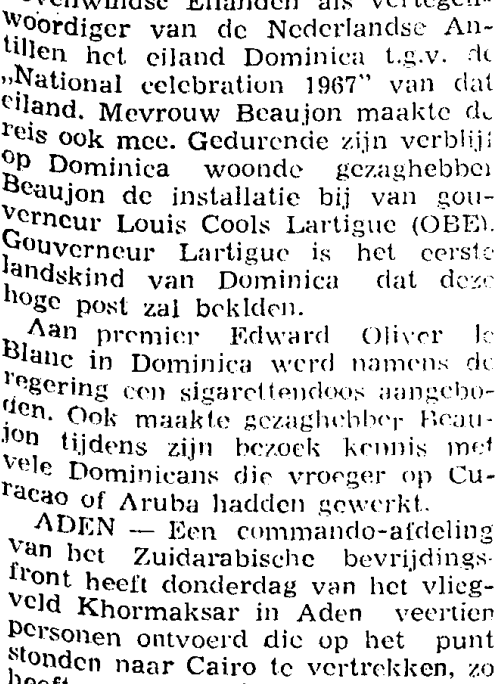 Eilanden als vertegen-
woordiger van de Nederlandse An-
tillen het eiland Dominica t.g.v. de
„National celebration 1967” van dat
eiland. Mevrouw Beaujon maakte de
reis ook mee. Gedurende zijn verblijf
op Dominica woonde gezaghebber
Beaujon de installatie bij van gou-
verneur Louis Cools Lartigue (OBE).
Gouverneur Lartigue is het eerste
landskind van Dominica dat deze
hoge post zal beklden.
Aan premier Edward Oliver le
Blanc in Dominica werd namens de
regering een sigarettendoos aangebo-
den. Ook maakte gezaghebber Beau-
jon tijdens zijn bezoek kennis met
vele Dominicans die vroeger op Cu-
racao of Aruba hadden gewerkt.
ADEN — Een commando-afdeling
van het Zuidarabische bevrijdings-
front heeft donderdag van het vlieg-
veld Khormaksar in Aden veertien
personen ontvoerd die op het punt
stonden naar Cairo te vertrekken, zo
heeft